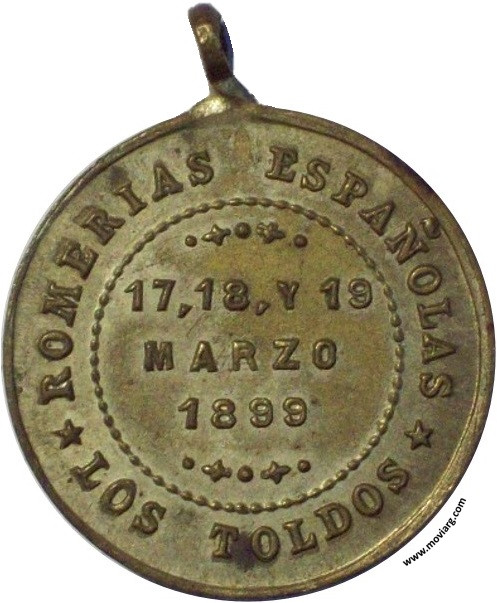 ROMERIAS ESPAÑOLAS
17, 18, Y 19
MARZO
1899
★ LOS TOLDOS ★
www.moviarg.com